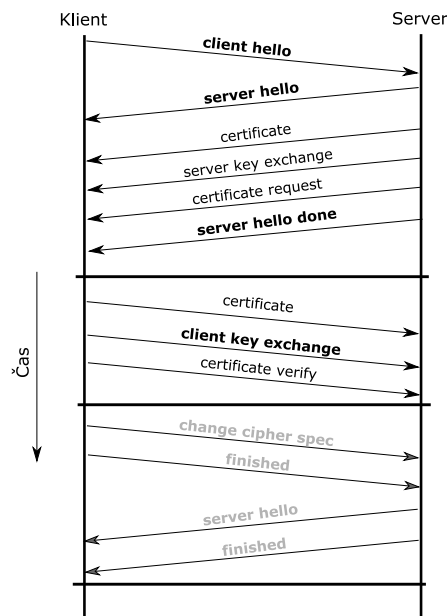 Klient
Server
client hello
server hello
certificate
server key exchange
certificate request
server hello done
certificate
client key exchange
certificate verify
Čas
change cipher spec
finished
server hello
finished